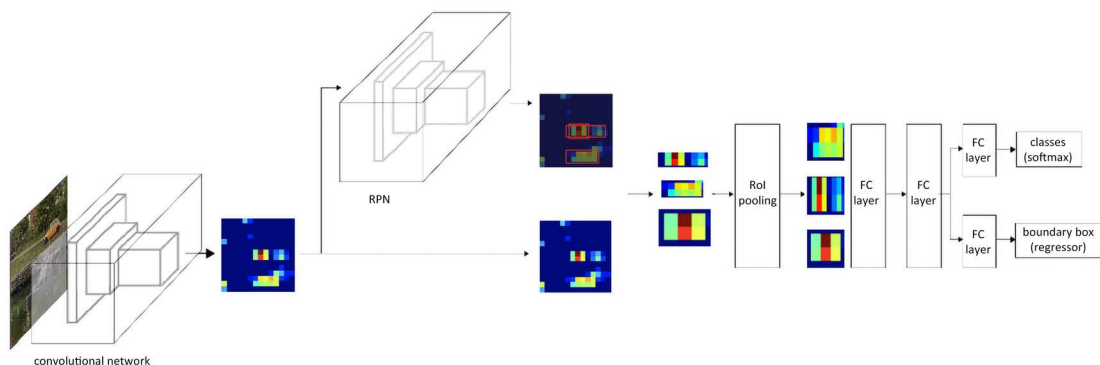 convolutional network
RPN
RoI
pooling
FC
layer
FC
layer
FC
layer
classes
(softmax)
FC
layer
boundary box
(regressor)